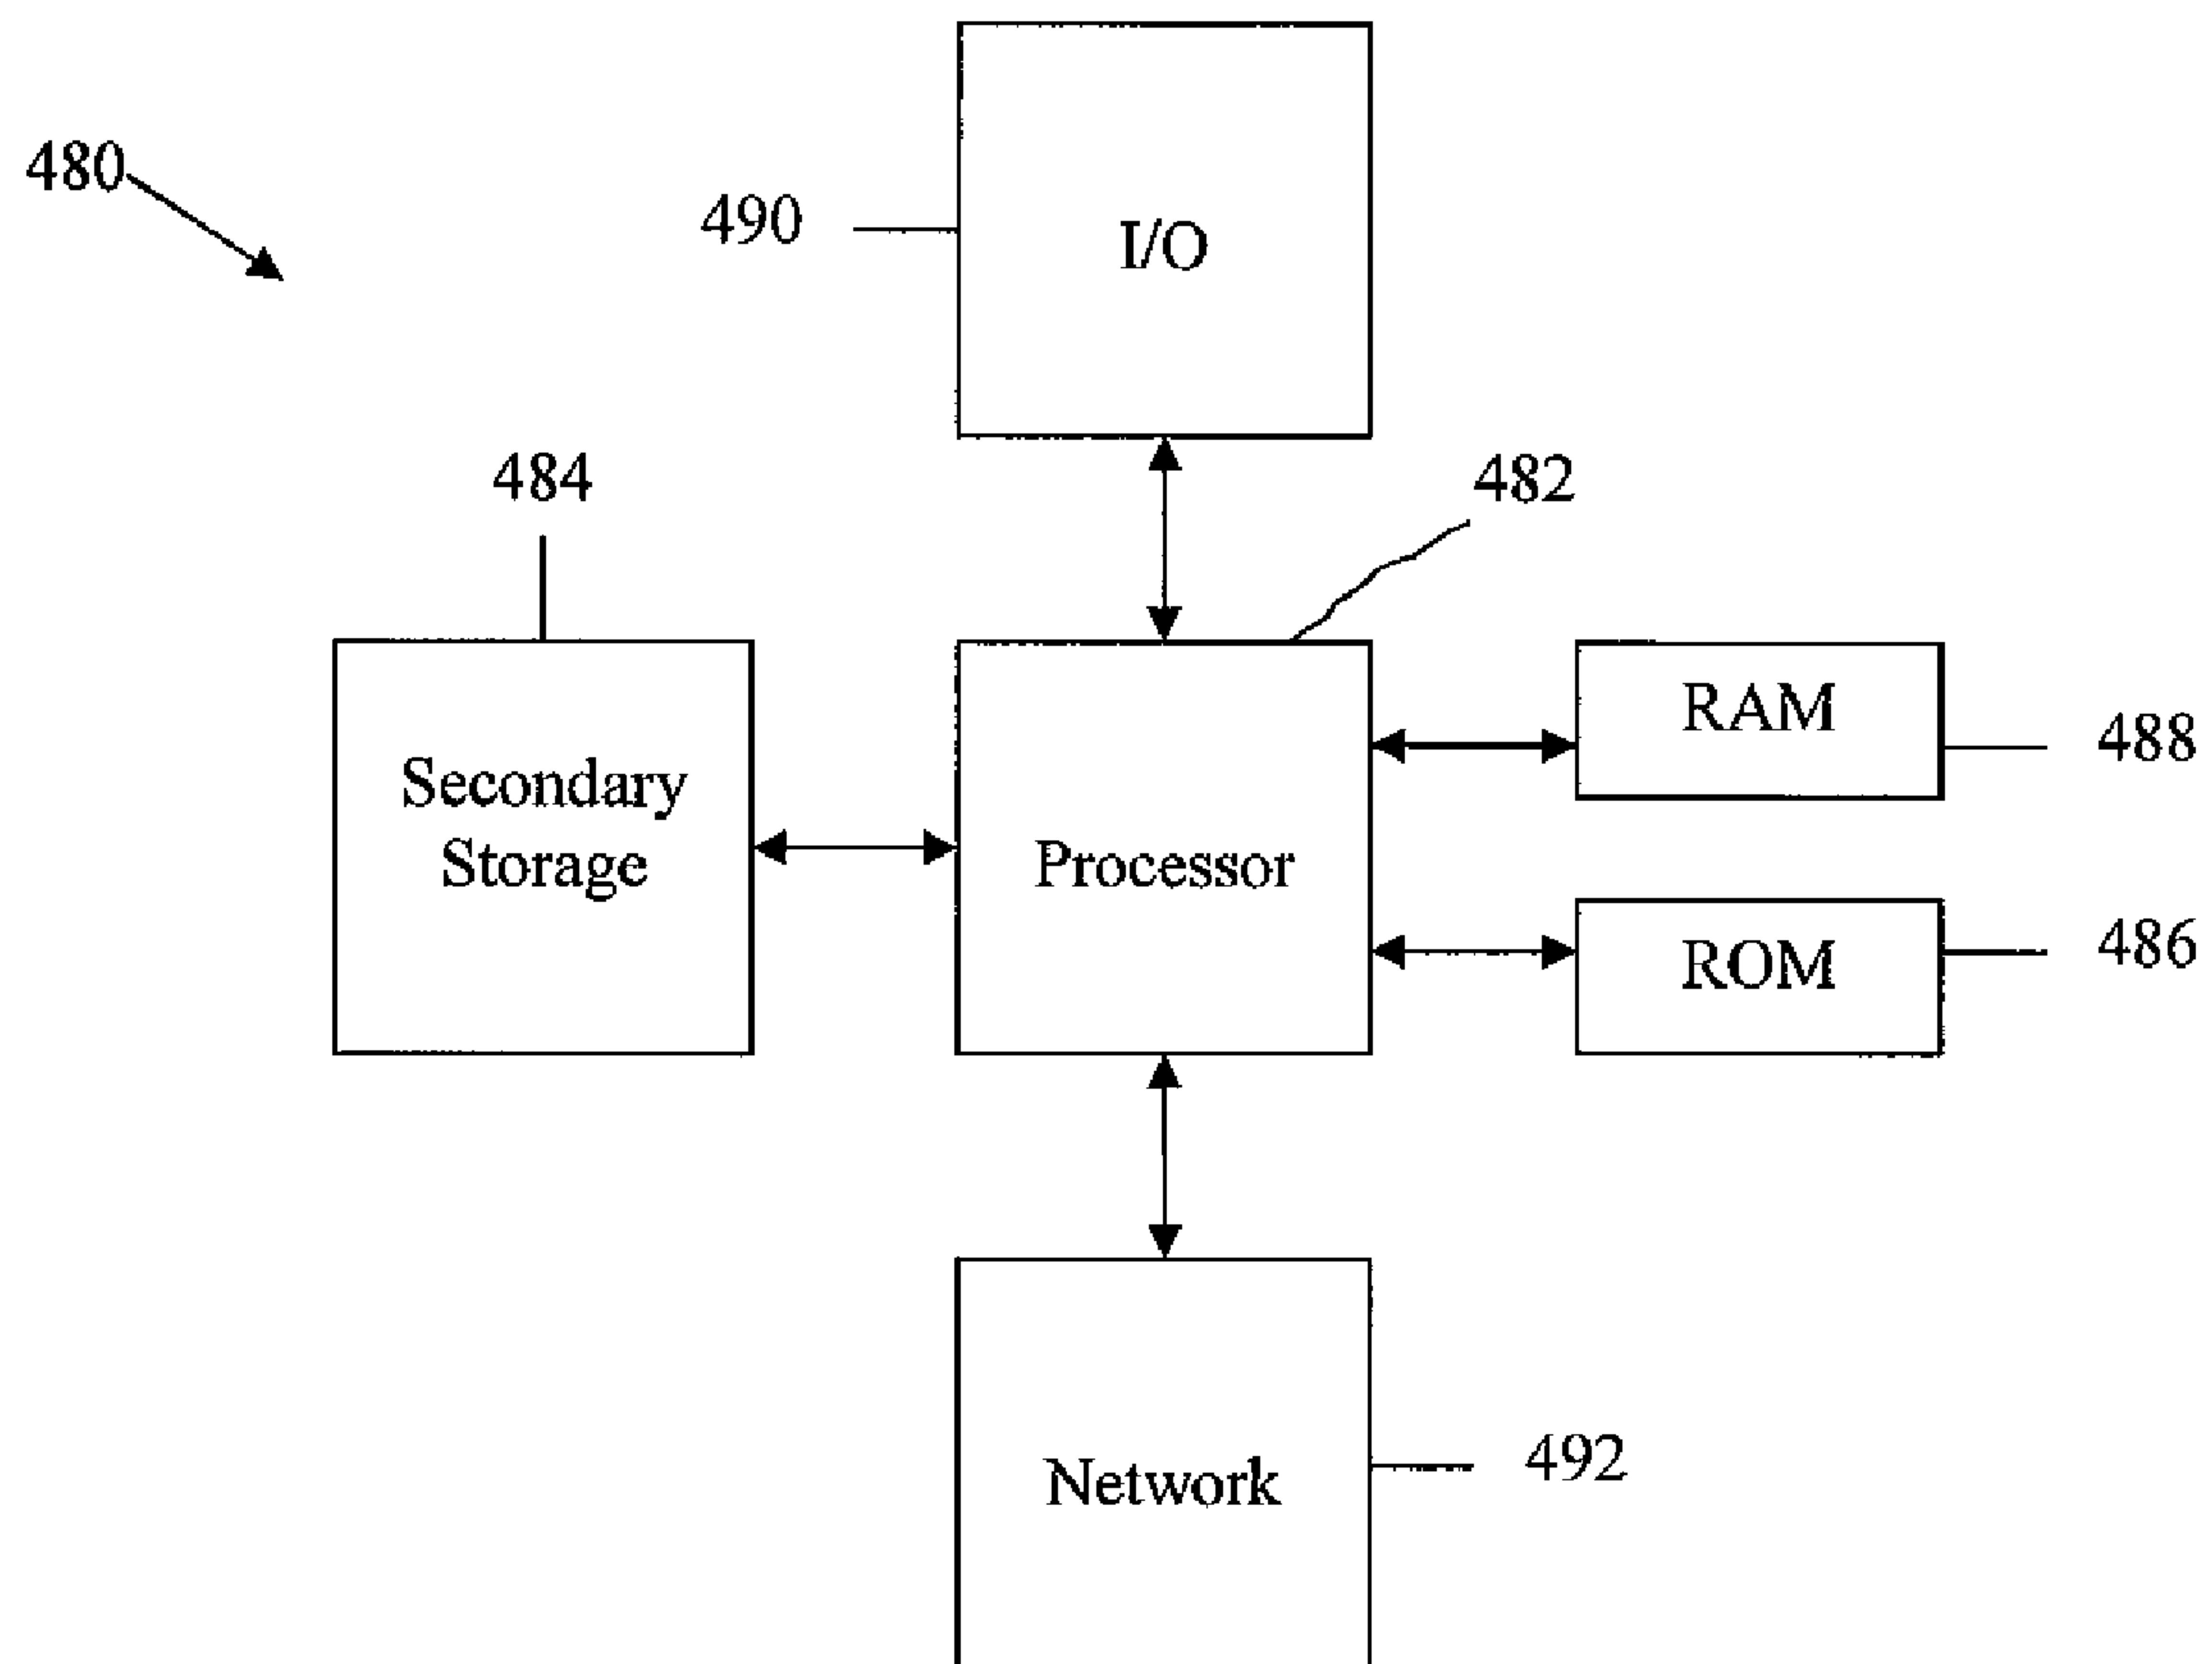 480
490
I/O
484
482
RAM
488
Secondary
Storage
Processor
ROM
486
Network
492